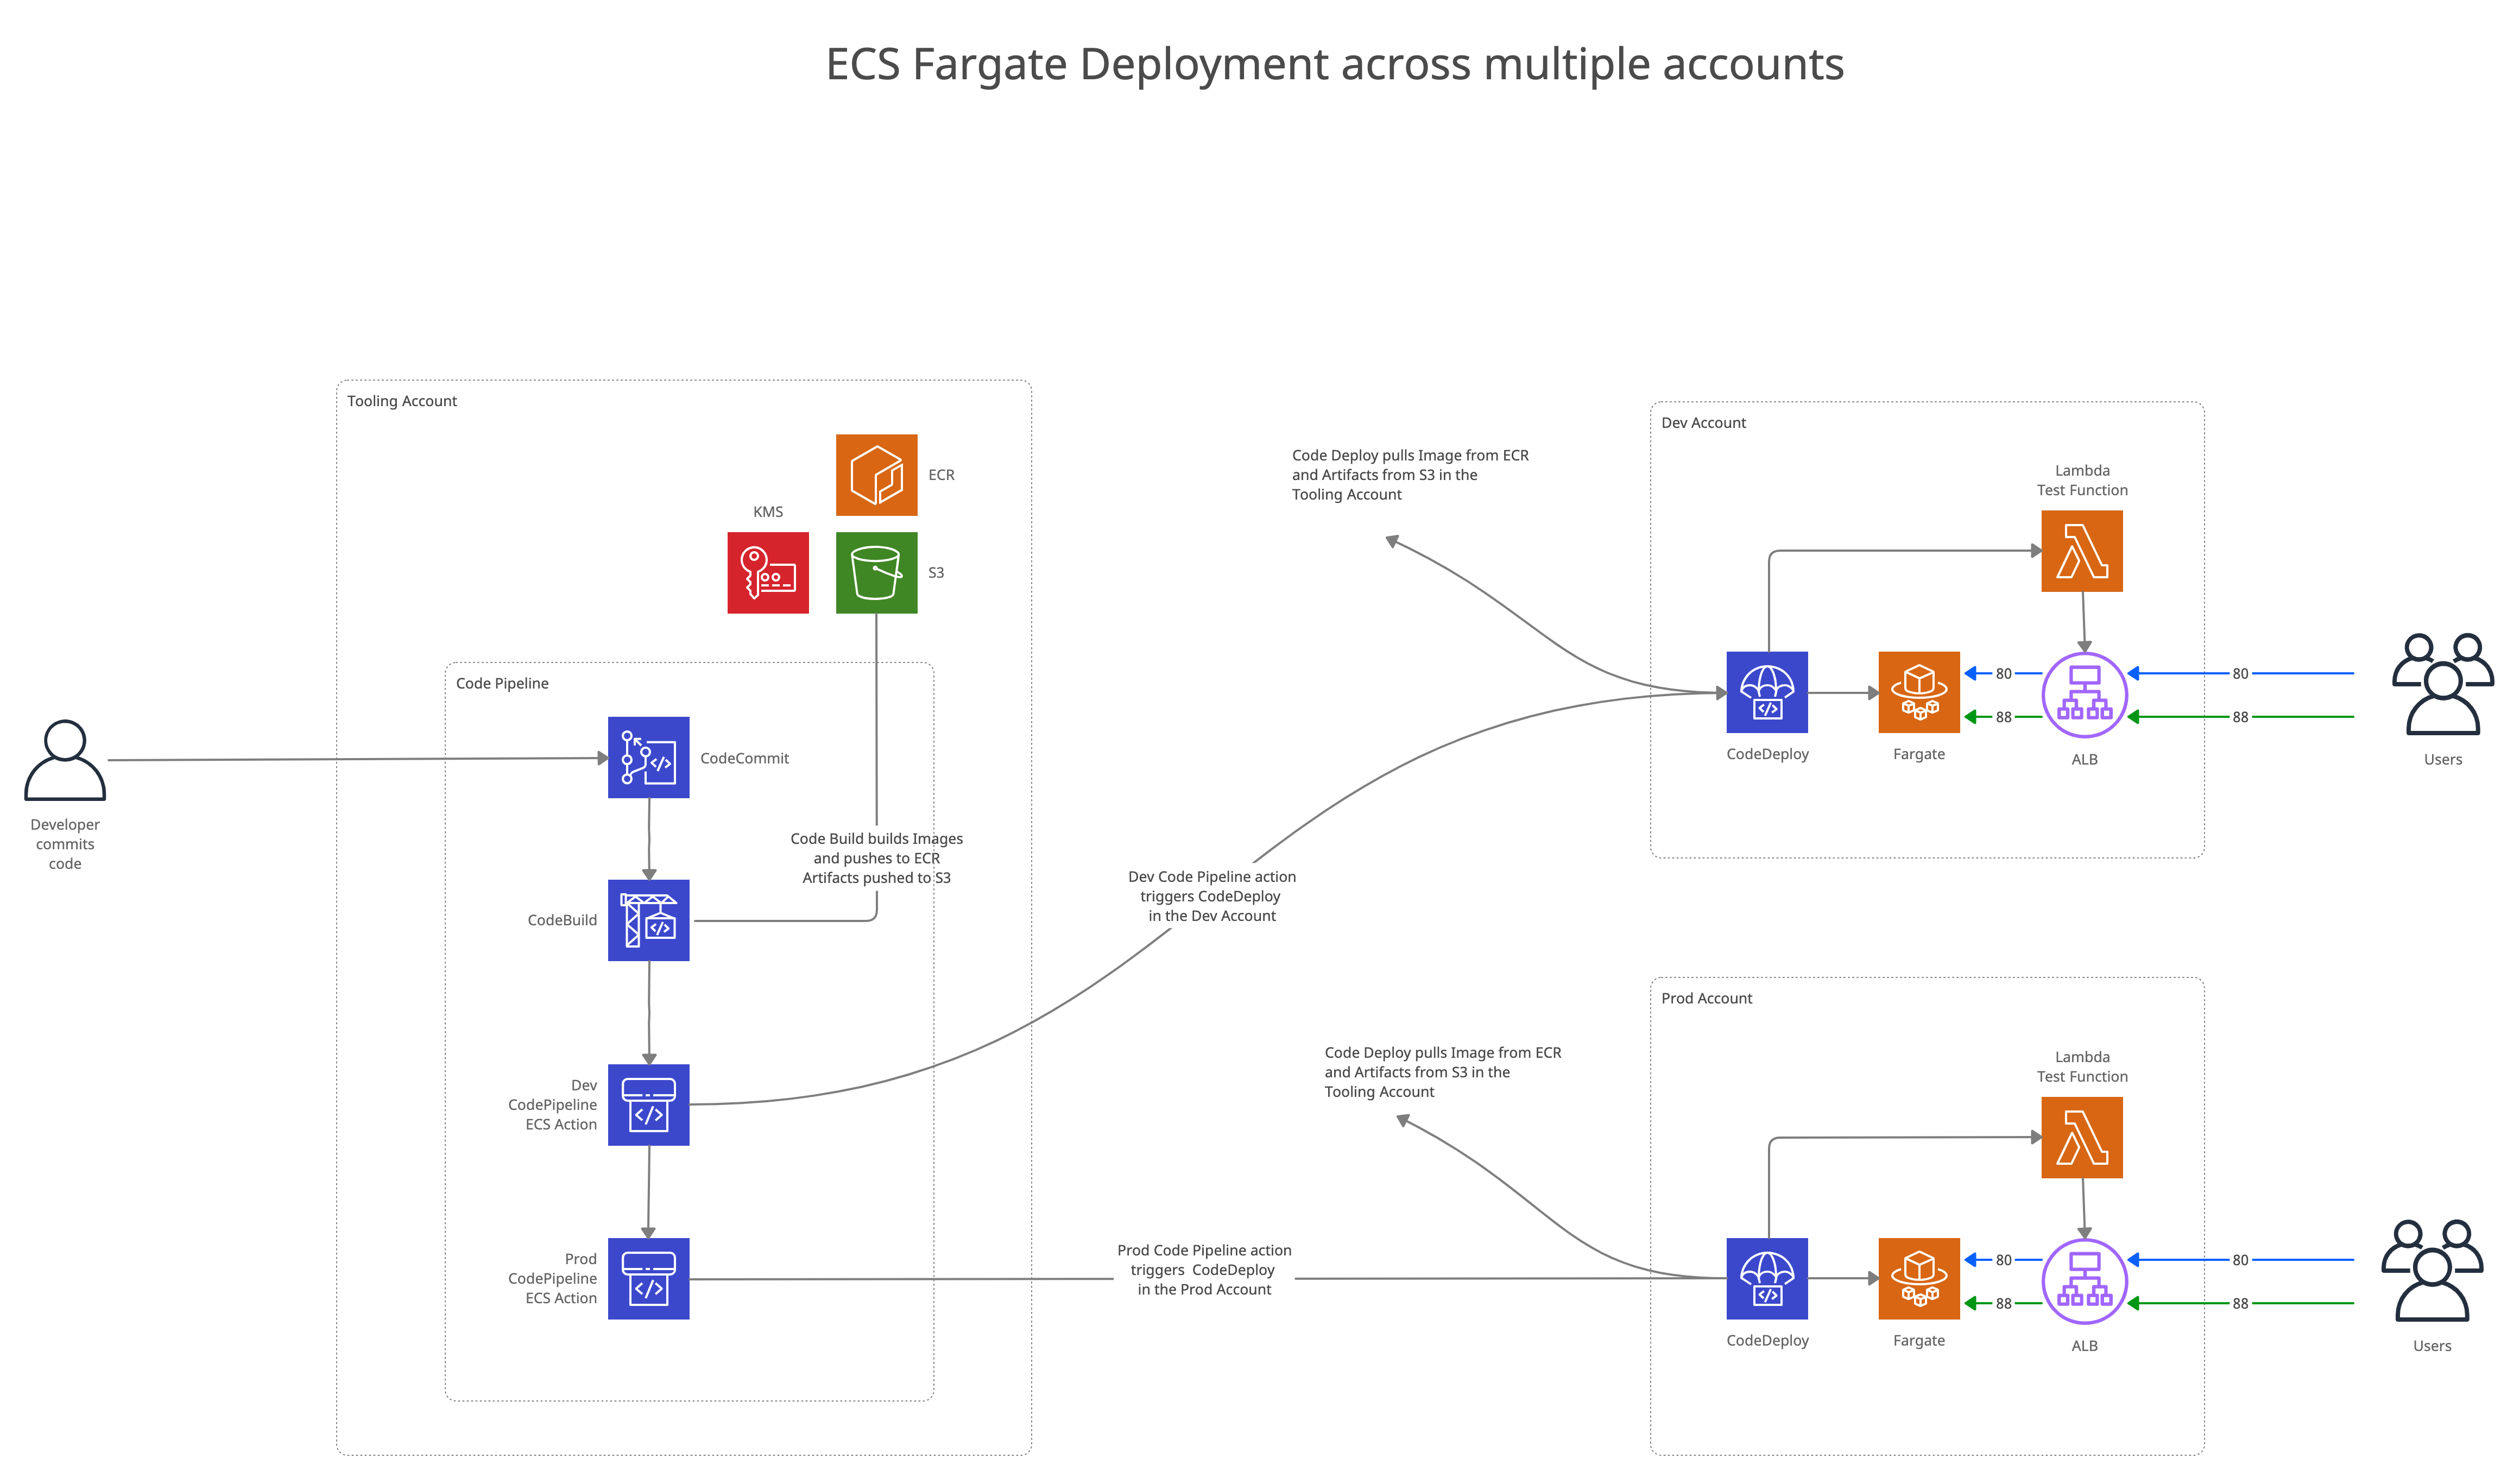 ECS Fargate Deployment across multiple accounts
Tooling Account
ECR
KMS
S3
Code Pipeline
CodeCommit
Developer
commits
code
Code Build builds Images
and pushes to ECR
Artifacts pushed to S3
CodeBuild
Dev
CodePipeline
ECS Action
Prod
CodePipeline
ECS Action
Dev Code Pipeline action
triggers CodeDeploy
in the Dev Account
Prod Code Pipeline action
triggers  CodeDeploy
in the Prod Account
Code Deploy pulls Image from ECR
and Artifacts from S3 in the
Tooling Account
Dev Account
Lambda
Test Function
80
80
88
88
CodeDeploy
Fargate
ALB
Users
Code Deploy pulls Image from ECR
and Artifacts from S3 in the
Tooling Account
Prod Account
Lambda
Test Function
80
80
88
88
CodeDeploy
Fargate
ALB
Users